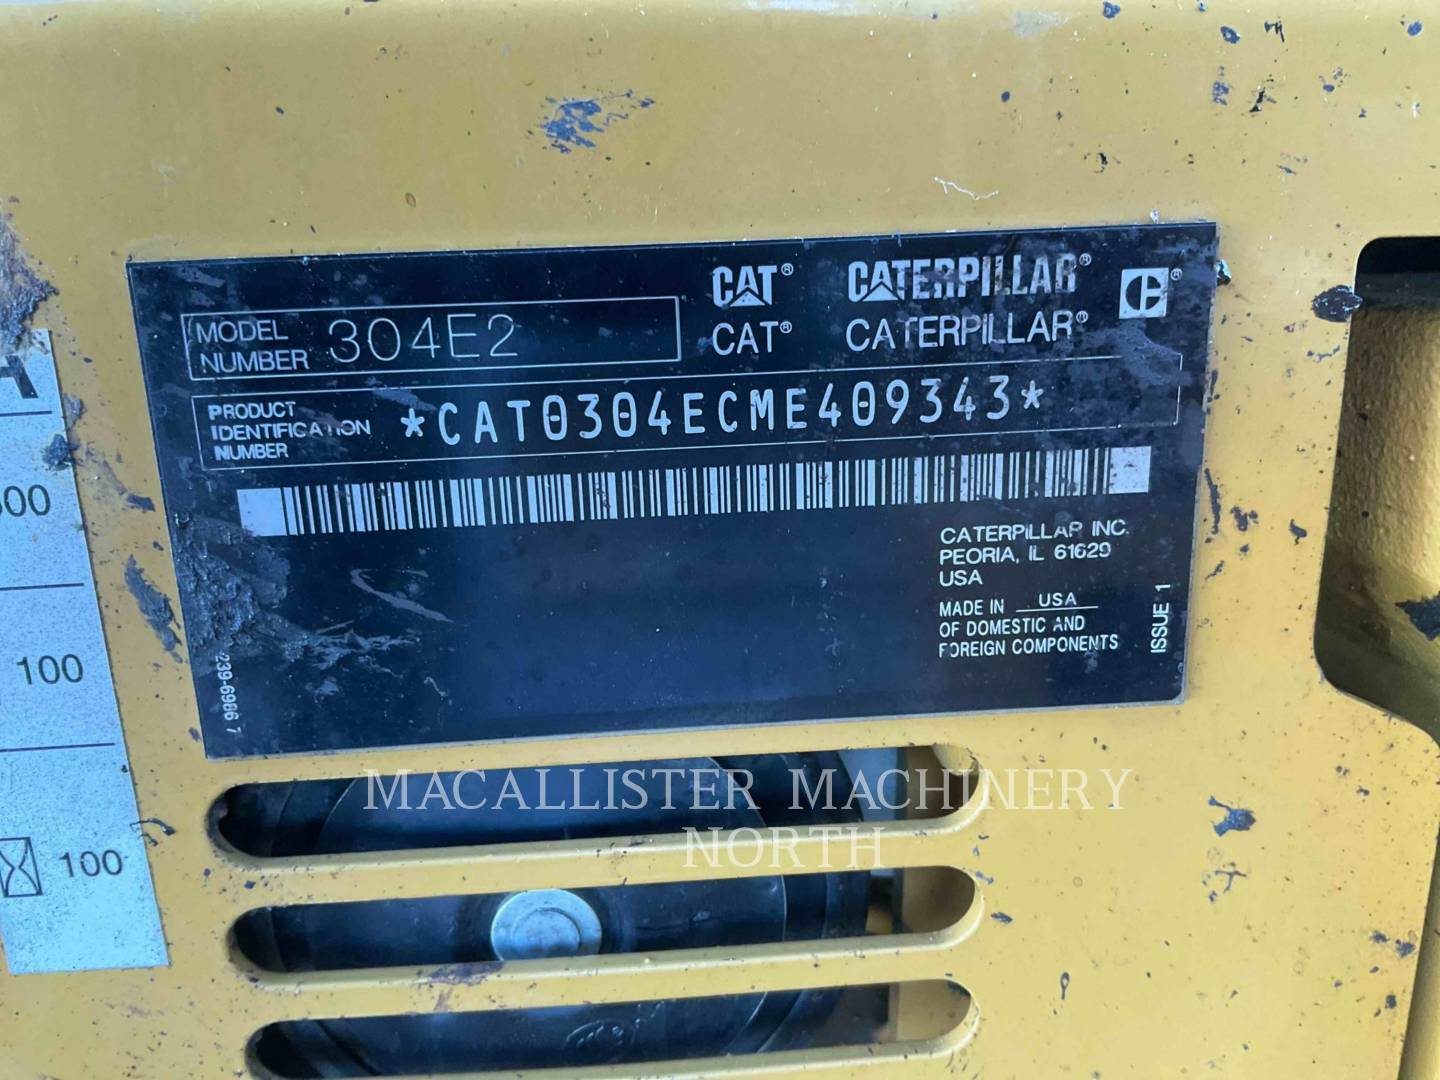 CAT® CATERPILLAR® ®
CAT® CATERPILLAR®
MODEL
NUMBER 304E2
PRODUCT
IDENTIFICATION
NUMBER
*CAT0304ECME409343*
CATERPILLAR INC.
PEORIA, IL 61629
USA
MADE IN USA
OF DOMESTIC AND
FOREIGN COMPONENTS
ISSUE 1
239-6986 7
100
100
MACALLISTER MACHINERY
NORTH